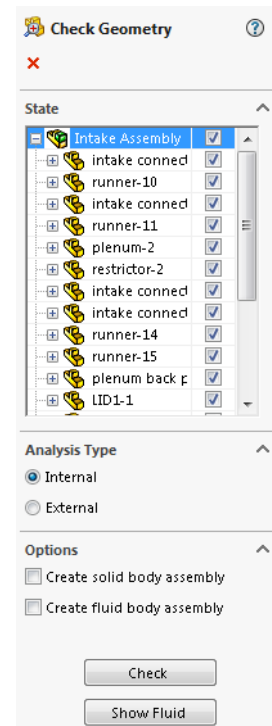 Check Geometry
State
Intake Assembly
intake connect
runner-10
intake connect
runner-11
plenum-2
restrictor-2
intake connect
intake connect
runner-14
runner-15
plenum back p
LID1-1
Analysis Type
Internal
External
Options
Create solid body assembly
Create fluid body assembly
Check
Show Fluid